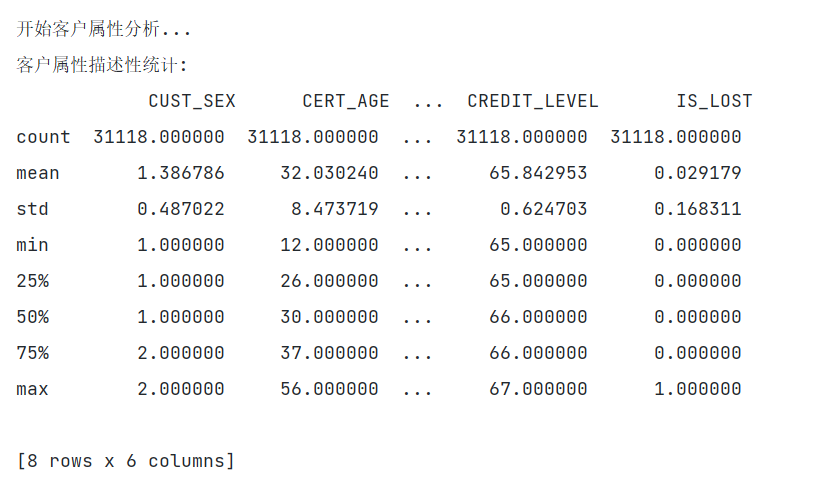 开始客户属性分析...
客户属性描述性统计:
CUST_SEX CERT_AGE ... CREDIT_LEVEL IS_LOST
count 31118.000000 31118.000000 ... 31118.000000 31118.000000
mean 1.386786 32.030240 ... 65.842953 0.029179
std 0.487022 8.473719 ... 0.624703 0.168311
min 1.000000 12.000000 ... 65.000000 0.000000
25% 1.000000 26.000000 ... 65.000000 0.000000
50% 1.000000 30.000000 ... 66.000000 0.000000
75% 2.000000 37.000000 ... 66.000000 0.000000
max 2.000000 56.000000 ... 67.000000 1.000000
[8 rows x 6 columns]